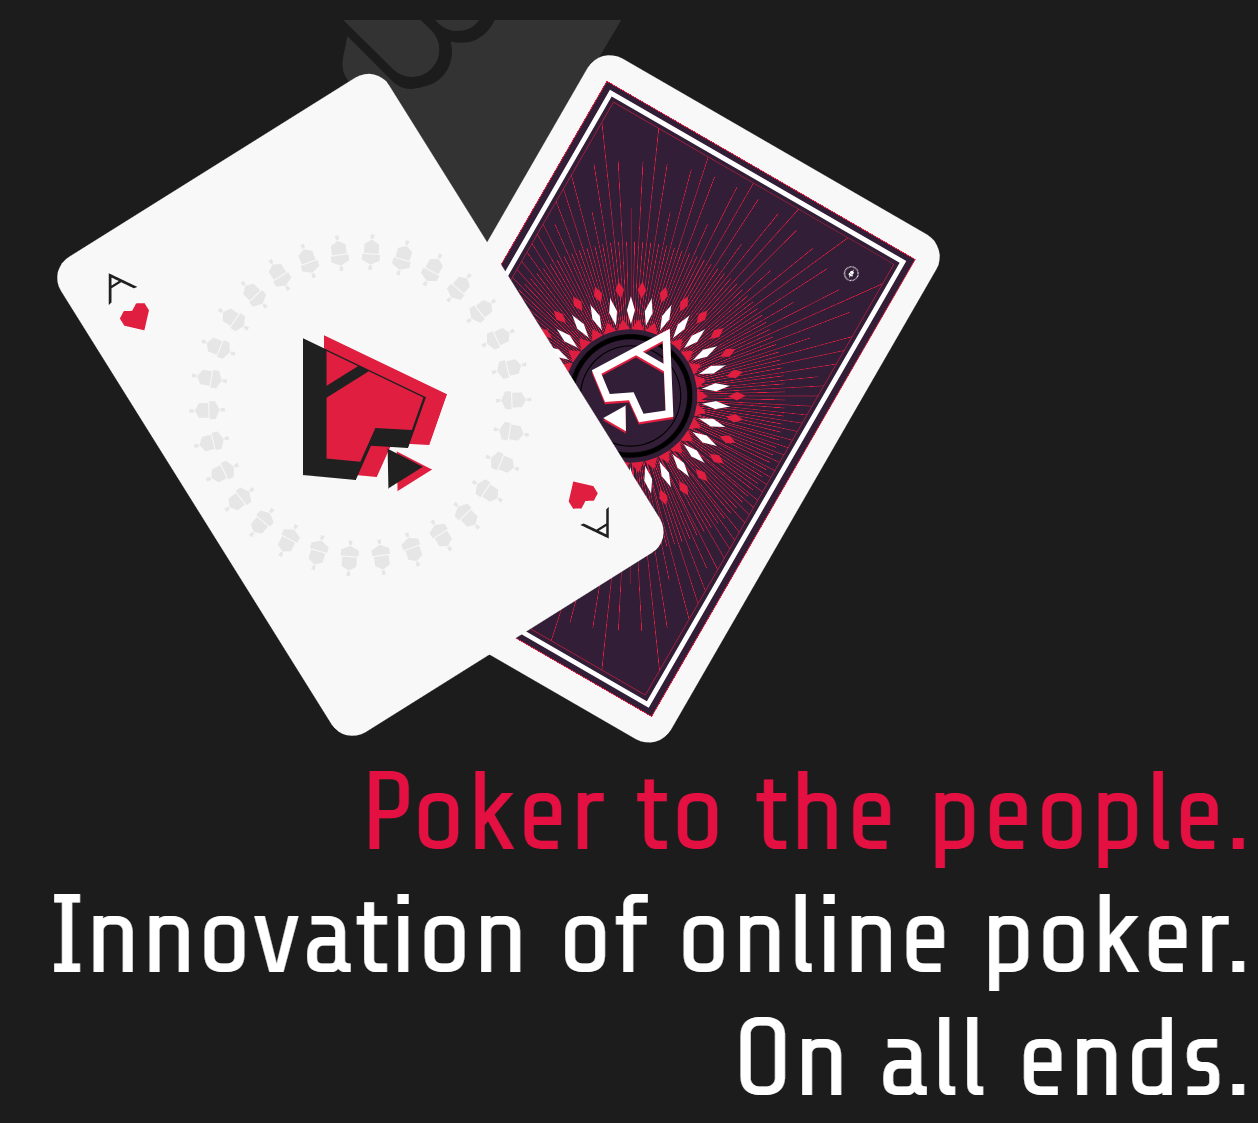 A
A
Poker to the people.
Innovation of online poker.
On all ends.